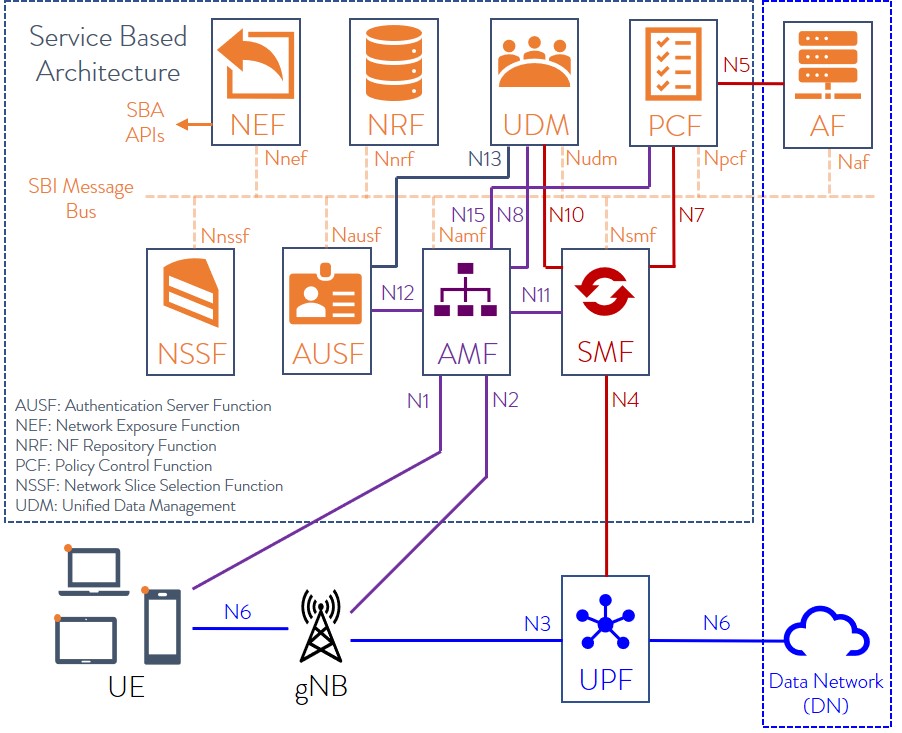 Service Based
Architecture
SBA
APIs
NEF
NRF
UDM
PCF
N5
AF
Nnef
Nnrf
N13
Nudm
Npcf
Naf
SBI Message
Bus
Nnssf
Nausf
N15
Namf
N8
N10
Nsmf
N7
NSSF
AUSF
N12
AMF
N11
SMF
N1
N2
N4
AUSF: Authentication Server Function
NEF: Network Exposure Function
NRF: NF Repository Function
PCF: Policy Control Function
NSSF: Network Slice Selection Function
UDM: Unified Data Management
UE
N6
gNB
N3
UPF
N6
Data Network
(DN)